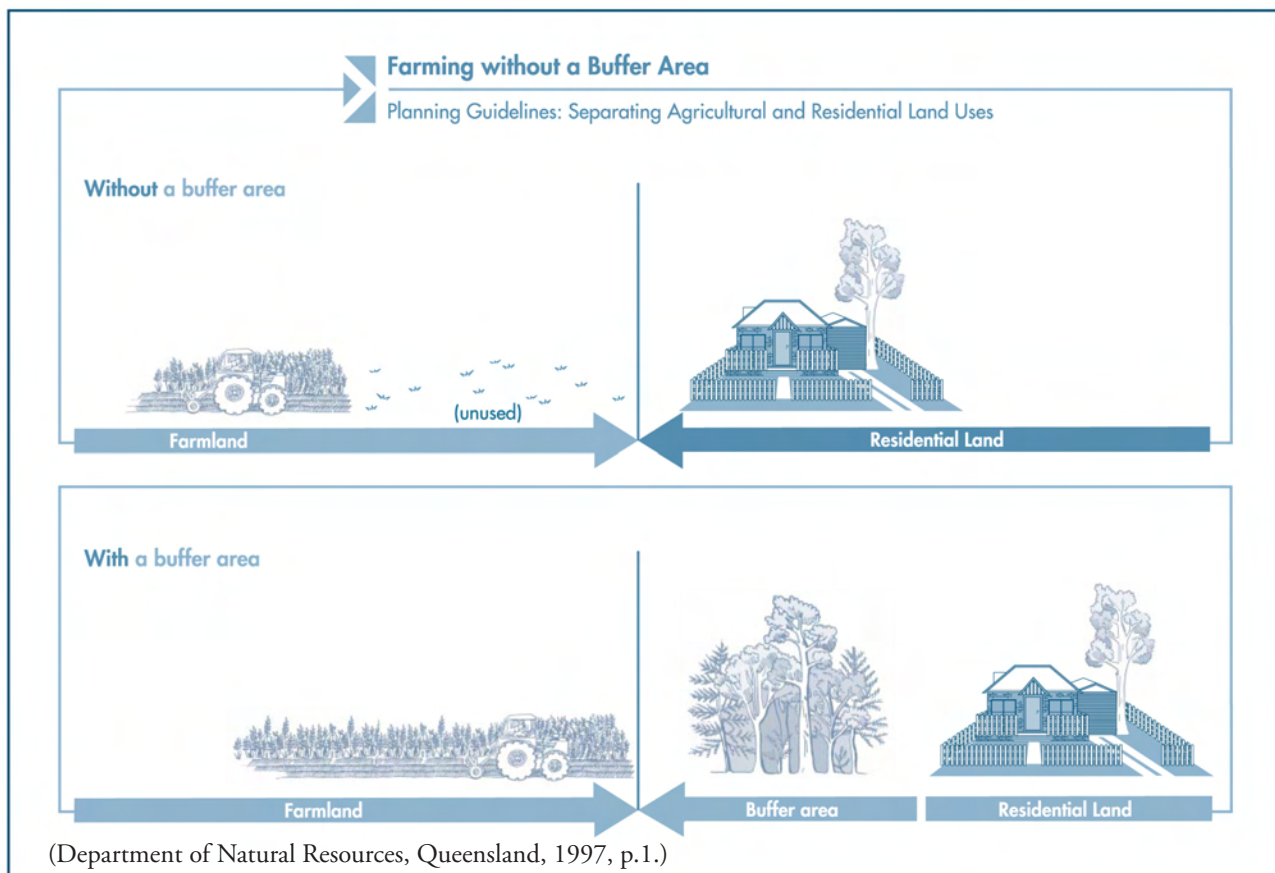 Farming without a Buffer Area
Planning Guidelines: Separating Agricultural and Residential Land Uses
Without a buffer area
(unused)
Farmland
Residential Land
With a buffer area
Farmland
Buffer area
Residential Land
(Department of Natural Resources, Queensland, 1997, p.1.)